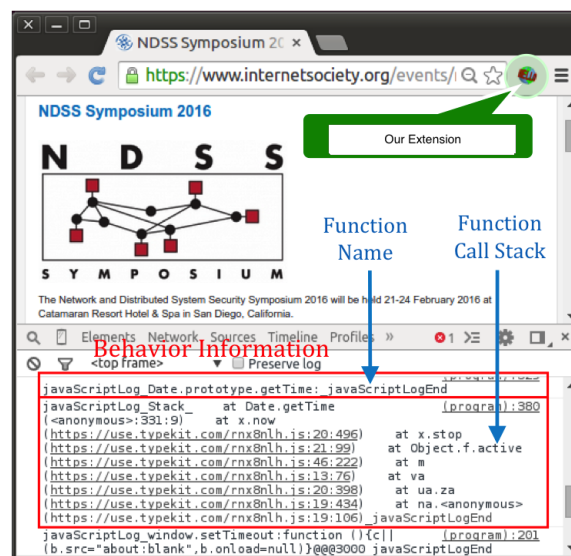 NDSS Symposium 20
https://www.internetsociety.org/events/
NDSS Symposium 2016
Our Extension
N D S S
S Y M P O S I U M
Function Name
Function Call Stack
The Network and Distributed System Security Symposium 2016 will be held 21-24 February 2016 at
Catamaran Resort Hotel & Spa in San Diego, California.
Elements Network Sources Timeline Profiles » 1
Behavior Information
<top frame> ▼ Preserve log
javaScriptLog_Date.prototype.getTime:_javaScriptLogEnd
javaScriptLog_Stack_ at Date.getTime (program):380
(<anonymous>:331:9) at x.now
(https://use.typekit.com/rnx8nlh.js:20:496) at x.stop
(https://use.typekit.com/rnx8nlh.js:21:99) at Object.f.active
(https://use.typekit.com/rnx8nlh.js:46:222) at m
(https://use.typekit.com/rnx8nlh.js:13:76) at va
(https://use.typekit.com/rnx8nlh.js:20:398) at ua.za
(https://use.typekit.com/rnx8nlh.js:19:434) at na.<anonymous>
(https://use.typekit.com/rnx8nlh.js:19:106)_javaScriptLogEnd
javaScriptLog_window.setTimeout:function (){c|| (program):201
(b.src="about:blank",b.onload=null)}@@@3000_javaScriptLogEnd